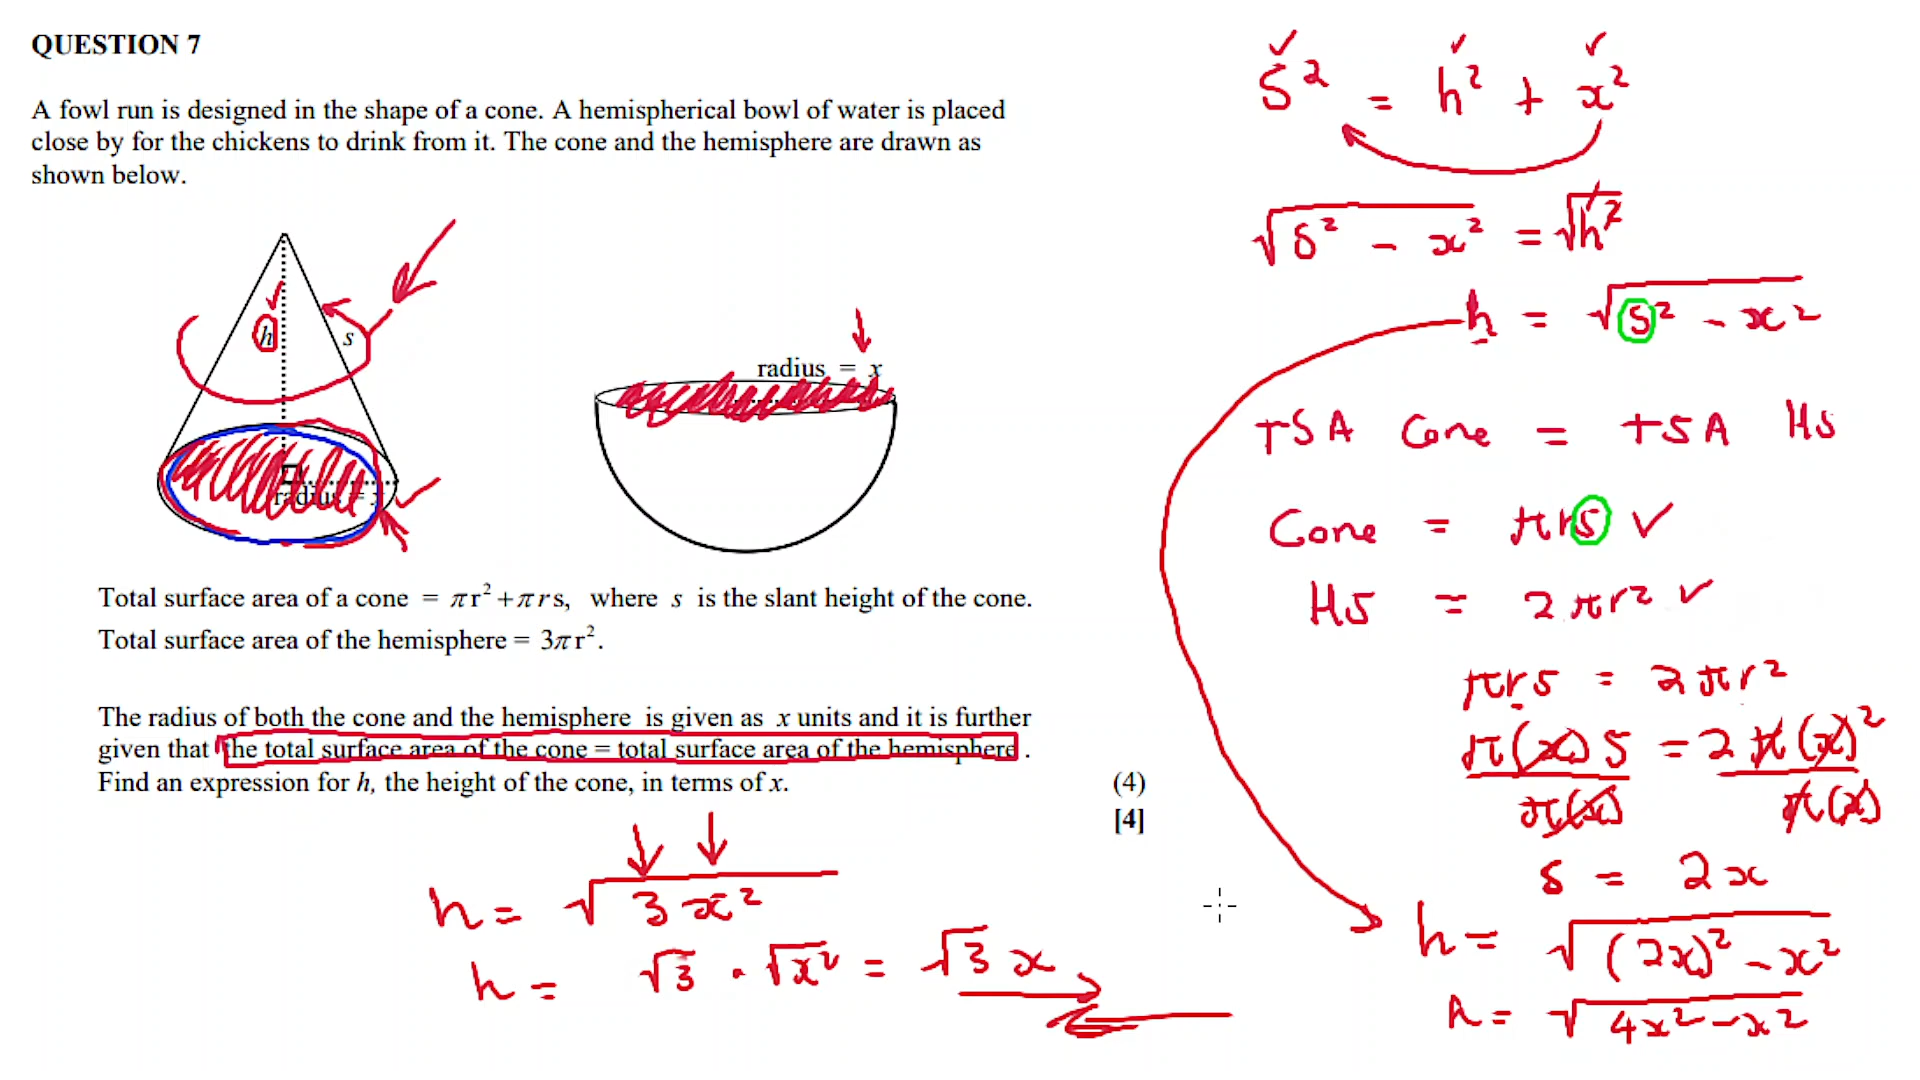 QUESTION 7
A fowl run is designed in the shape of a cone. A hemispherical bowl of water is placed
close by for the chickens to drink from it. The cone and the hemisphere are drawn as
shown below.
h
s
radius = x
radius = x
Total surface area of a cone = πr² + πrs, where s is the slant height of the cone.
Total surface area of the hemisphere = 3πr².
The radius of both the cone and the hemisphere is given as x units and it is further
given that the total surface area of the cone = total surface area of the hemisphere .
Find an expression for h, the height of the cone, in terms of x.
(4)
[4]
h = √3x²
h = √3 . √x² = √3 x
s² = h² + x²
√s² - x² = √h²
h = √s² - x²
TSA Cone = TSA HS
Cone = πrs ✓
HS = 2πr² ✓
πrs = 2πr²
π(x)s = 2π(x)²
π(x) π(x)
s = 2x
h = √(2x)² - x²
h = √4x² - x²